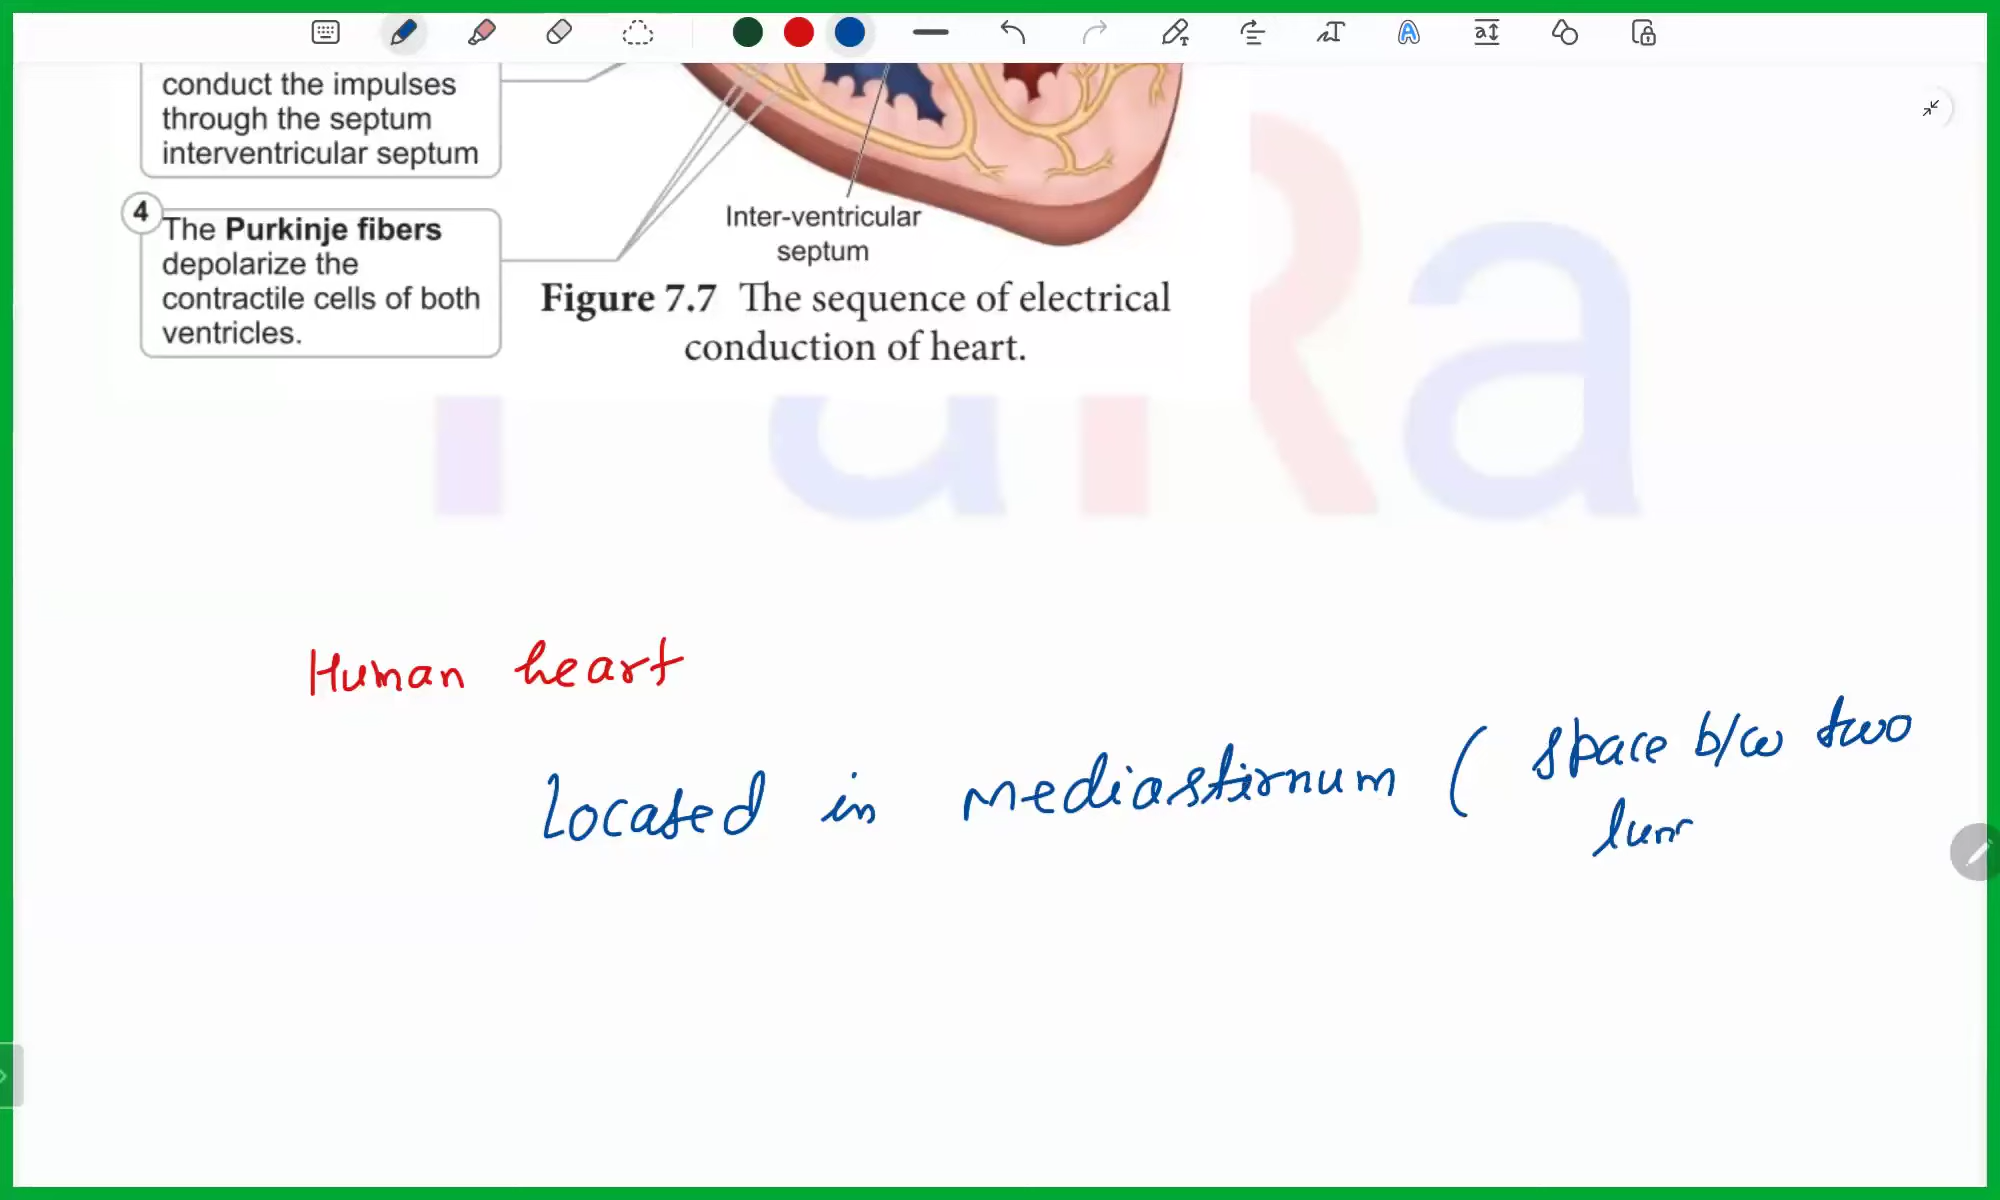 conduct the impulses
through the septum
interventricular septum
4
The Purkinje fibers
depolarize the
contractile cells of both
ventricles.
Inter-ventricular
septum
Figure 7.7 The sequence of electrical
conduction of heart.
Human heart
Located in mediastirnum ( space b/w two
lun